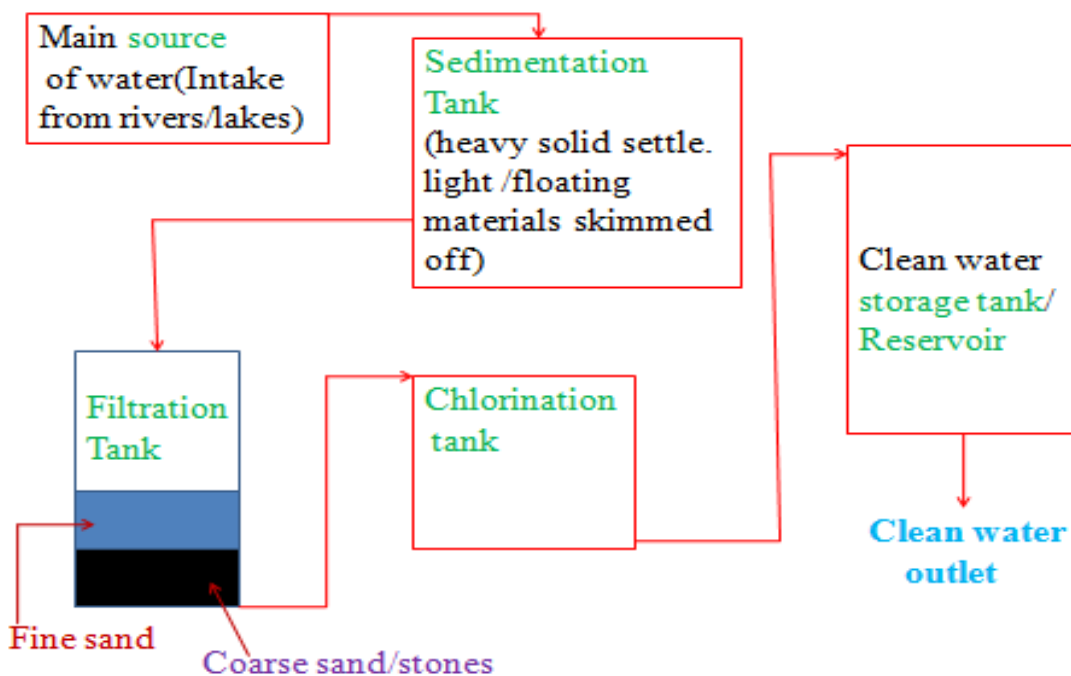 Main source
of water(Intake
from rivers/lakes)
Sedimentation
Tank
(heavy solid settle.
light /floating
materials skimmed
off)
Filtration
Tank
Fine sand
Coarse sand/stones
Chlorination
tank
Clean water
storage tank/
Reservoir
Clean water
outlet